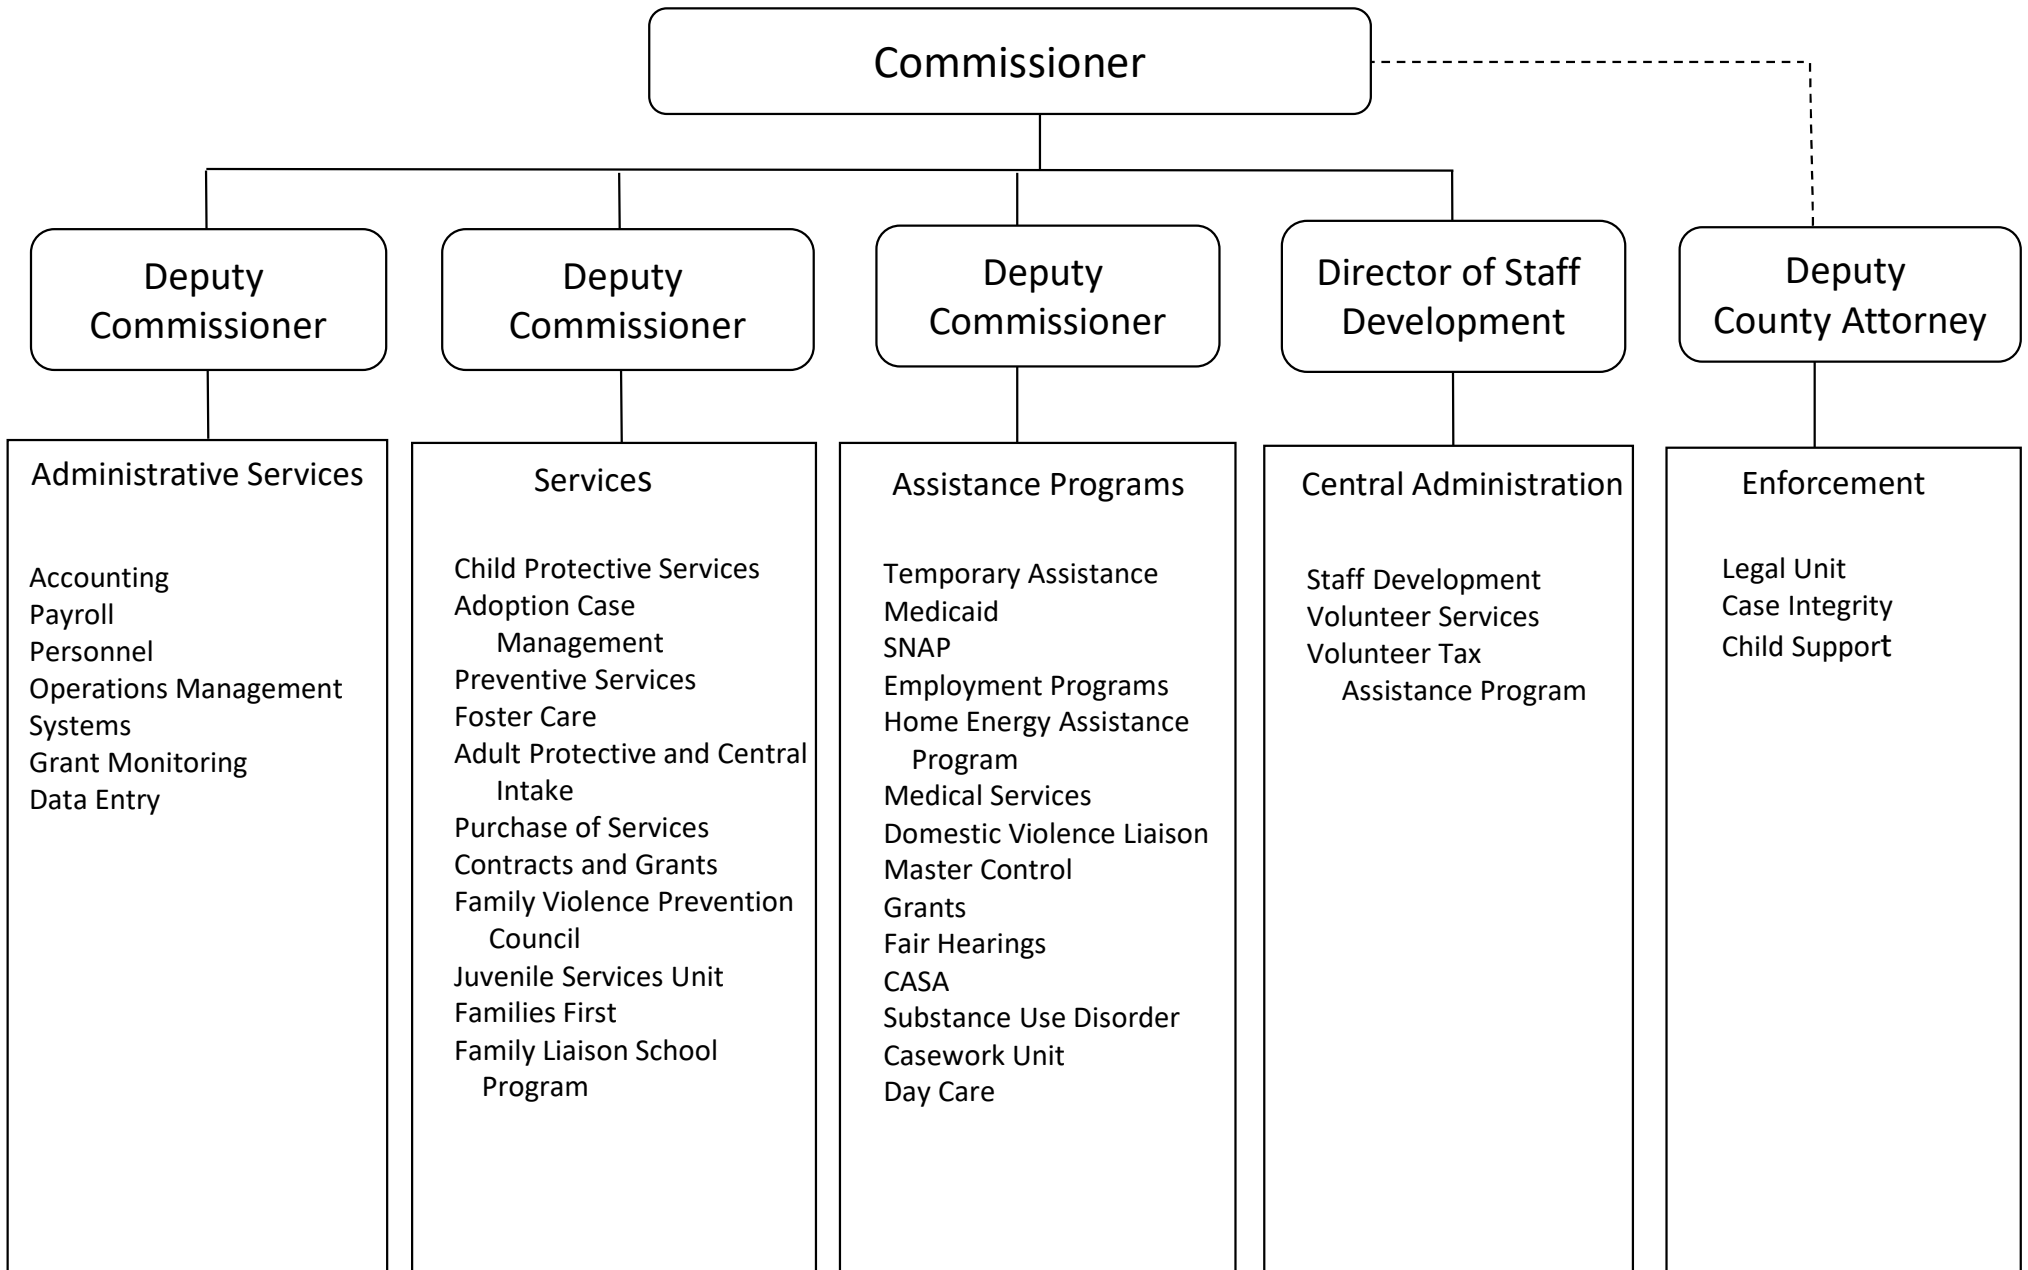 Commissioner
Deputy
Commissioner
Deputy
Commissioner
Deputy
Commissioner
Director of Staff
Development
Deputy
County Attorney
Administrative Services
Accounting
Payroll
Personnel
Operations Management
Systems
Grant Monitoring
Data Entry
Services
Child Protective Services
Adoption Case
Management
Preventive Services
Foster Care
Adult Protective and Central
Intake
Purchase of Services
Contracts and Grants
Family Violence Prevention
Council
Juvenile Services Unit
Families First
Family Liaison School
Program
Assistance Programs
Temporary Assistance
Medicaid
SNAP
Employment Programs
Home Energy Assistance
Program
Medical Services
Domestic Violence Liaison
Master Control
Grants
Fair Hearings
CASA
Substance Use Disorder
Casework Unit
Day Care
Central Administration
Staff Development
Volunteer Services
Volunteer Tax
Assistance Program
Enforcement
Legal Unit
Case Integrity
Child Support